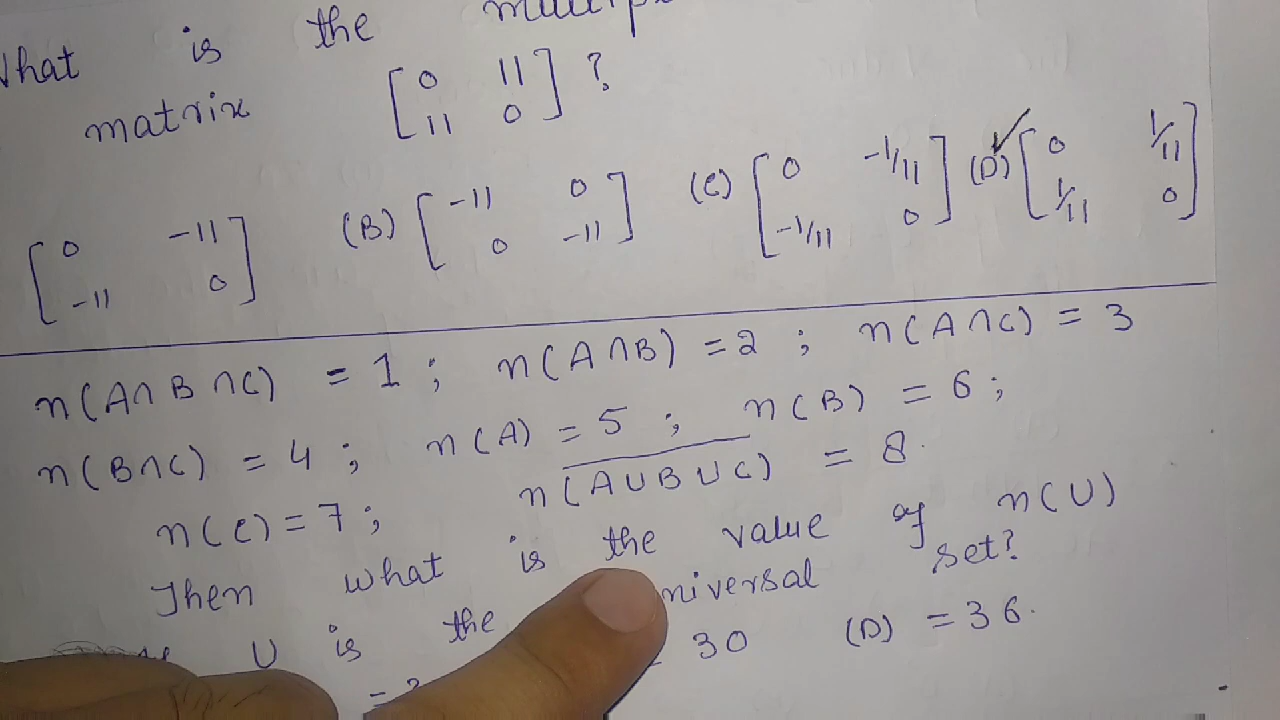 What is the
matrix [0 11 11 0] ?
[0 -11 -11 0] (B) [-11 0 0 -11] (C) [0 -1/11 -1/11 0] (D) ✓ [0 1/11 1/11 0]
n(A∩B∩C) = 1 ; n(A∩B) = 2 ; n(A∩C) = 3
n(B∩C) = 4 ; n(A) = 5 ; n(B) = 6 ;
n(C) = 7 ; n(\overline{A∪B∪C}) = 8.
Then what is the value of n(U)
U is the set?
30 (D) = 36.